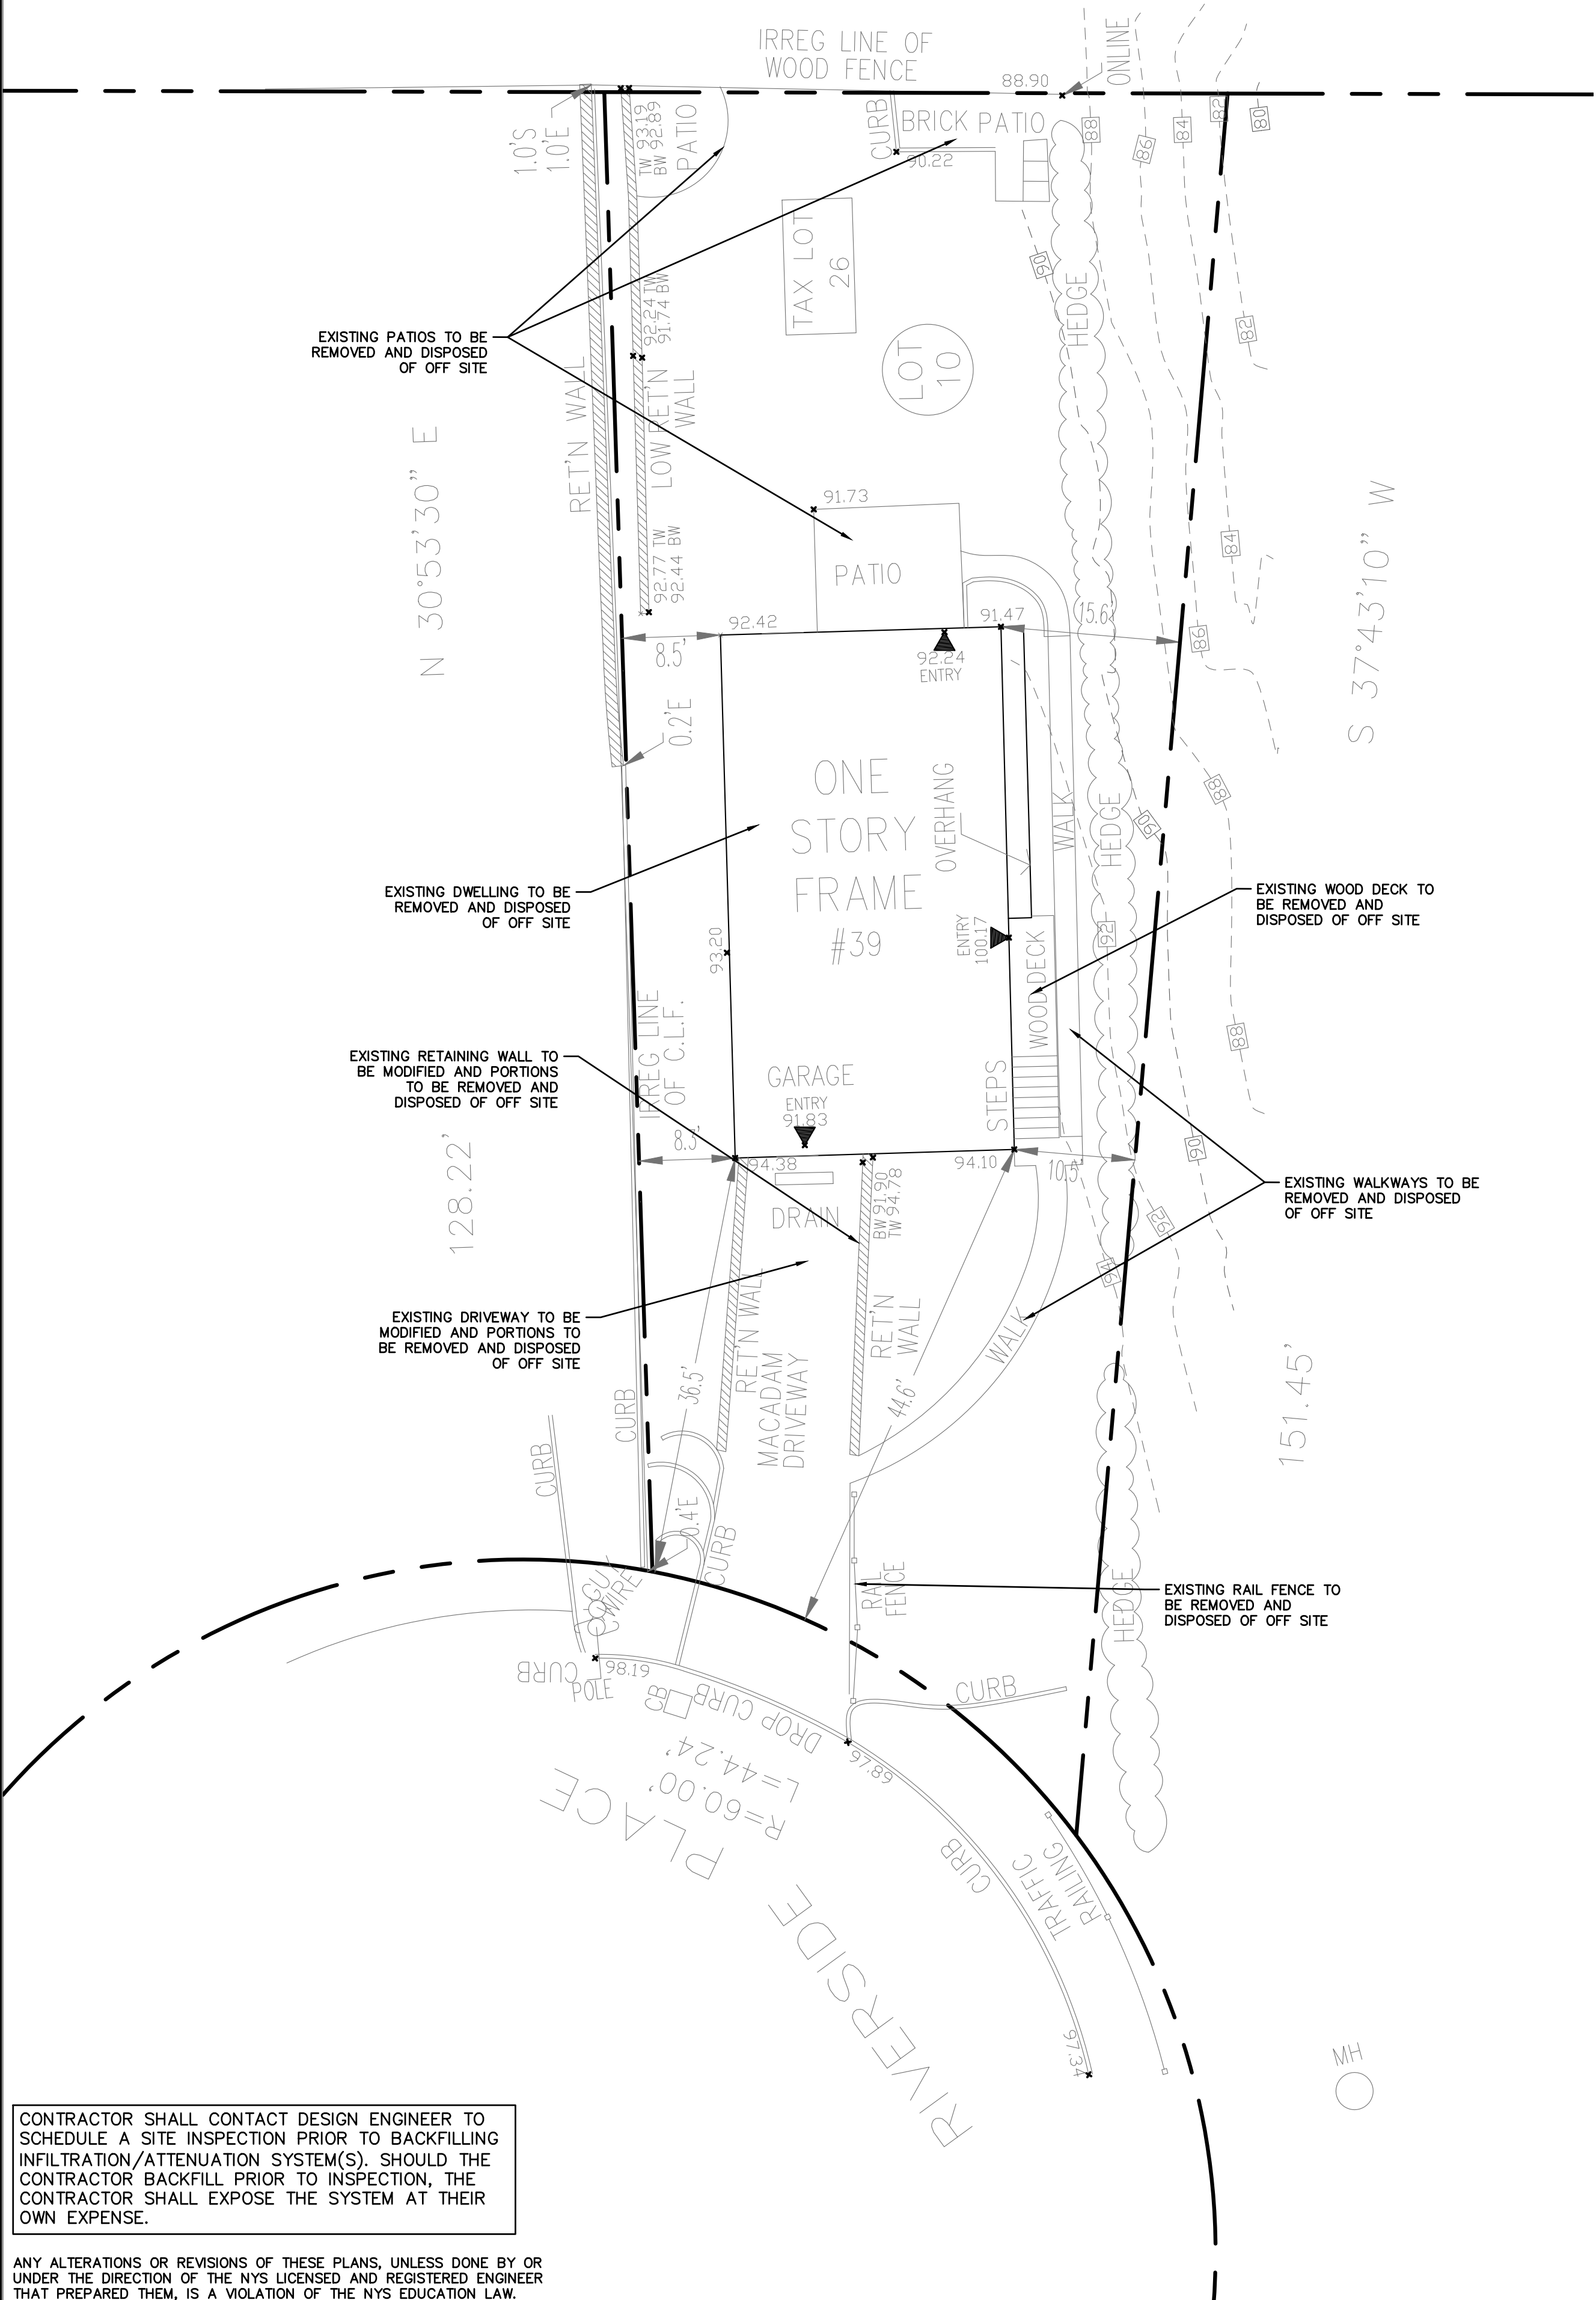 IRREG LINE OF
WOOD FENCE
88.90
ONLINE
CURB
BRICK PATIO
90.22
1.0'S
1.0'E
TW 93.19
BW 92.89
PATIO
88
86
84
82
80
TAX LOT
26
LOT
10
90
HEDGE
82
92.24 TW
91.74 BW
EXISTING PATIOS TO BE
REMOVED AND DISPOSED
OF OFF SITE
RET'N WALL
LOW RET'N
WALL
N 30°53'30" E
S 37°43'10" W
84
91.73
PATIO
92.77 TW
92.44 BW
92.42
91.47
15.6'
86
8.5'
92.24
ENTRY
0.2'E
ONE
STORY
FRAME
#39
OVERHANG
WALK
HEDGE
90
88
EXISTING DWELLING TO BE
REMOVED AND DISPOSED
OF OFF SITE
EXISTING WOOD DECK TO
BE REMOVED AND
DISPOSED OF OFF SITE
93.20
ENTRY
100.17
WOOD DECK
92
IRREG LINE
OF C.L.F.
88
EXISTING RETAINING WALL TO
BE MODIFIED AND PORTIONS
TO BE REMOVED AND
DISPOSED OF OFF SITE
GARAGE
ENTRY
91.83
STEPS
128.22'
8.5'
94.38
94.10
10.5'
90
BW 91.90
TW 94.78
DRAIN
EXISTING WALKWAYS TO BE
REMOVED AND DISPOSED
OF OFF SITE
92
94
EXISTING DRIVEWAY TO BE
MODIFIED AND PORTIONS TO
BE REMOVED AND DISPOSED
OF OFF SITE
RET'N WALL
MACADAM
DRIVEWAY
RET'N
WALL
WALK
36.5'
44.6'
151.45'
CURB
CURB
0.4'E
CURB
GUY
WIRE
RAIL
FENCE
HEDGE
EXISTING RAIL FENCE TO
BE REMOVED AND
DISPOSED OF OFF SITE
CURB
98.19
POLE
CB
DROP CURB
CURB
97.89
L=44.24'
R=60.00'
RIVERSIDE PLACE
CURB
TRAFFIC
RAILING
97.34
MH
CONTRACTOR SHALL CONTACT DESIGN ENGINEER TO
SCHEDULE A SITE INSPECTION PRIOR TO BACKFILLING
INFILTRATION/ATTENUATION SYSTEM(S). SHOULD THE
CONTRACTOR BACKFILL PRIOR TO INSPECTION, THE
CONTRACTOR SHALL EXPOSE THE SYSTEM AT THEIR
OWN EXPENSE.
ANY ALTERATIONS OR REVISIONS OF THESE PLANS, UNLESS DONE BY OR
UNDER THE DIRECTION OF THE NYS LICENSED AND REGISTERED ENGINEER
THAT PREPARED THEM, IS A VIOLATION OF THE NYS EDUCATION LAW.